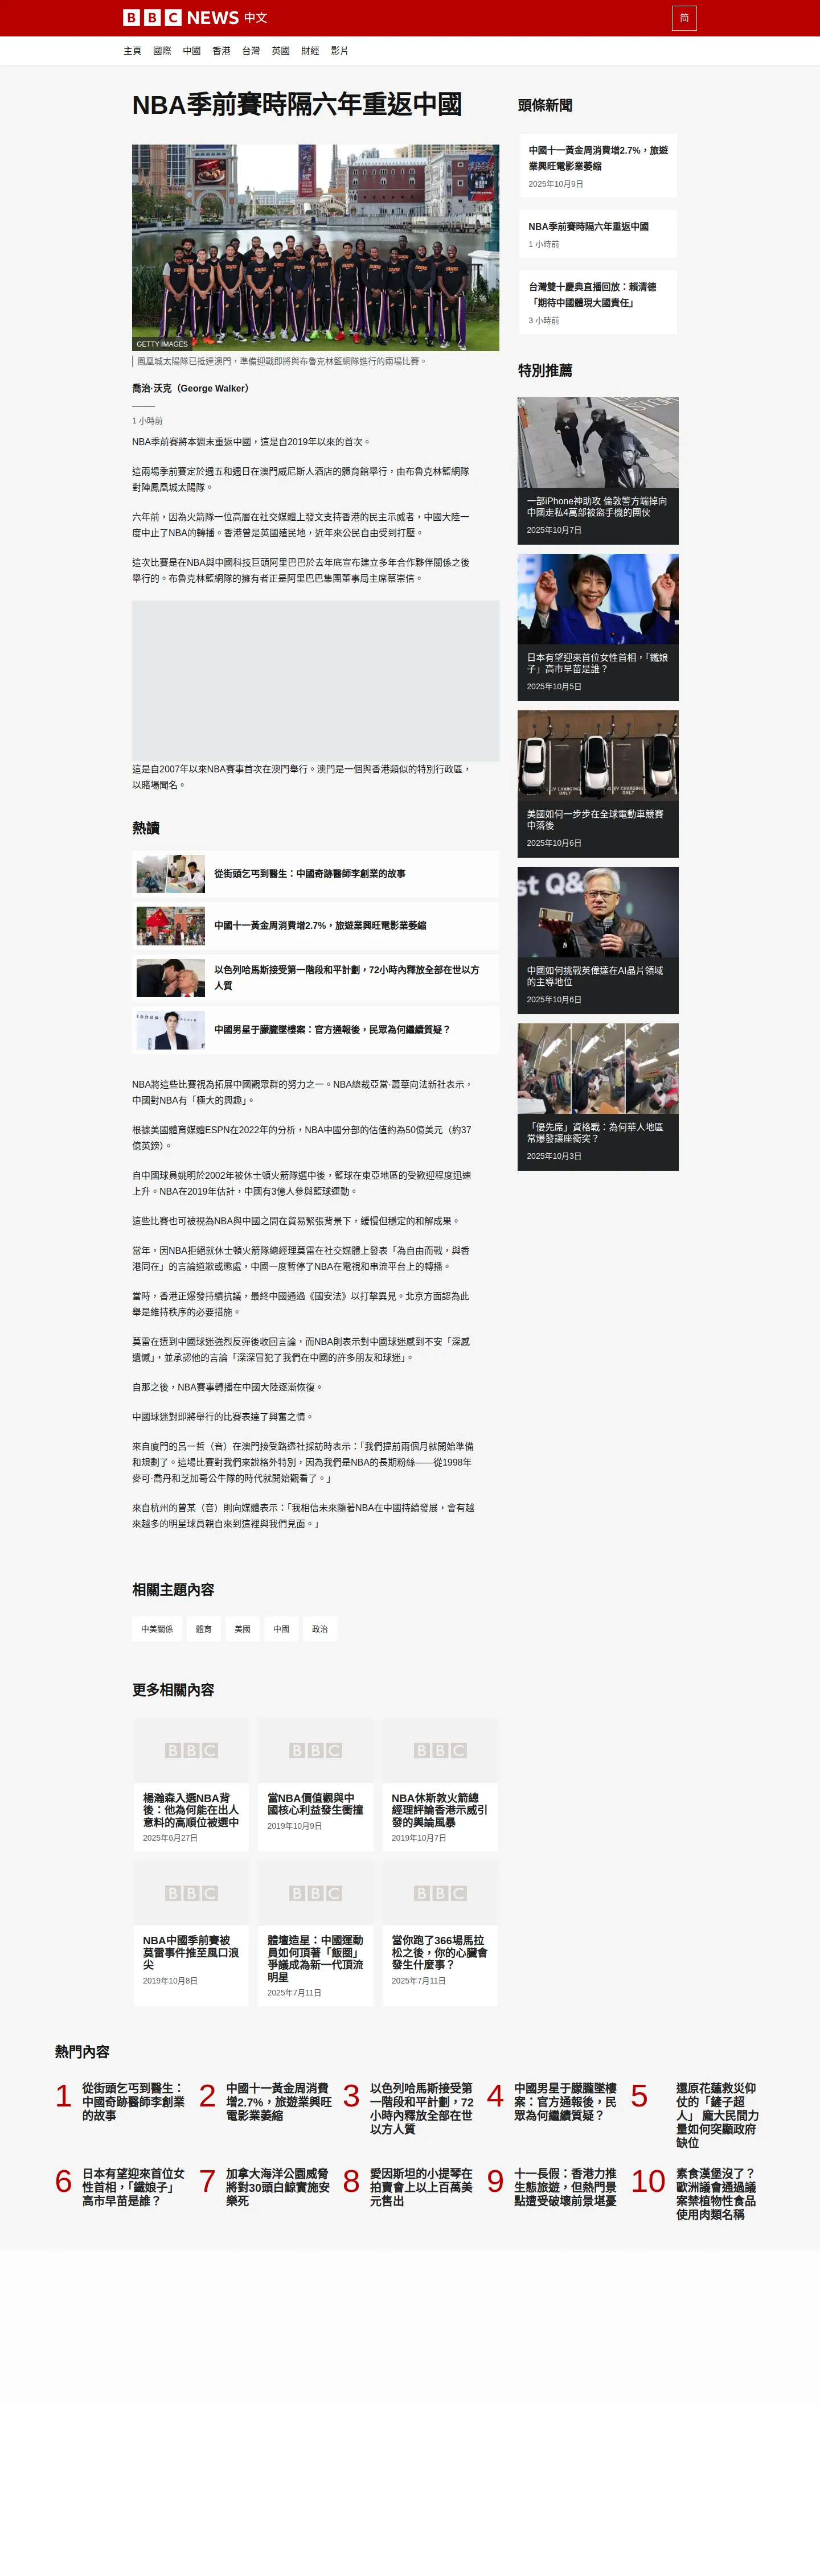 BBC NEWS 中文
简
主頁 國際 中國 香港 台灣 英國 財經 影片
NBA季前賽時隔六年重返中國
GETTY IMAGES
鳳凰城太陽隊已抵達澳門，準備迎戰即將與布魯克林籃網隊進行的兩場比賽。
喬治·沃克（George Walker）
1 小時前
NBA季前賽將本週末重返中國，這是自2019年以來的首次。
這兩場季前賽定於週五和週日在澳門威尼斯人酒店的體育館舉行，由布魯克林籃網隊
對陣鳳凰城太陽隊。
六年前，因為火箭隊一位高層在社交媒體上發文支持香港的民主示威者，中國大陸一
度中止了NBA的轉播。香港曾是英國殖民地，近年來公民自由受到打壓。
這次比賽是在NBA與中國科技巨頭阿里巴巴於去年底宣布建立多年合作夥伴關係之後
舉行的。布魯克林籃網隊的擁有者正是阿里巴巴集團董事局主席蔡崇信。
這是自2007年以來NBA賽事首次在澳門舉行。澳門是一個與香港類似的特別行政區，
以賭場聞名。
熱讀
從街頭乞丐到醫生：中國奇跡醫師李創業的故事
中國十一黃金周消費增2.7%，旅遊業興旺電影業萎縮
以色列哈馬斯接受第一階段和平計劃，72小時內釋放全部在世以方
人質
中國男星于朦朧墜樓案：官方通報後，民眾為何繼續質疑？
NBA將這些比賽視為拓展中國觀眾群的努力之一。NBA總裁亞當·蕭華向法新社表示，
中國對NBA有「極大的興趣」。
根據美國體育媒體ESPN在2022年的分析，NBA中國分部的估值約為50億美元（約37
億英鎊）。
自中國球員姚明於2002年被休士頓火箭隊選中後，籃球在東亞地區的受歡迎程度迅速
上升。NBA在2019年估計，中國有3億人參與籃球運動。
這些比賽也可被視為NBA與中國之間在貿易緊張背景下，緩慢但穩定的和解成果。
當年，因NBA拒絕就休士頓火箭隊總經理莫雷在社交媒體上發表「為自由而戰，與香
港同在」的言論道歉或懲處，中國一度暫停了NBA在電視和串流平台上的轉播。
當時，香港正爆發持續抗議，最終中國通過《國安法》以打擊異見。北京方面認為此
舉是維持秩序的必要措施。
莫雷在遭到中國球迷強烈反彈後收回言論，而NBA則表示對中國球迷感到不安「深感
遺憾」，並承認他的言論「深深冒犯了我們在中國的許多朋友和球迷」。
自那之後，NBA賽事轉播在中國大陸逐漸恢復。
中國球迷對即將舉行的比賽表達了興奮之情。
來自廈門的呂一哲（音）在澳門接受路透社採訪時表示：「我們提前兩個月就開始準備
和規劃了。這場比賽對我們來說格外特別，因為我們是NBA的長期粉絲——從1998年
麥可·喬丹和芝加哥公牛隊的時代就開始觀看了。」
來自杭州的曾某（音）則向媒體表示：「我相信未來隨著NBA在中國持續發展，會有越
來越多的明星球員親自來到這裡與我們見面。」
相關主題內容
中美關係 體育 美國 中國 政治
更多相關內容
BBC BBC BBC
楊瀚森入選NBA背
後：他為何能在出人
意料的高順位被選中
2025年6月27日
當NBA價值觀與中
國核心利益發生衝撞
2019年10月9日
NBA休斯敦火箭總
經理評論香港示威引
發的輿論風暴
2019年10月7日
BBC BBC BBC
NBA中國季前賽被
莫雷事件推至風口浪
尖
2019年10月8日
體壇造星：中國運動
員如何頂著「飯圈」
爭議成為新一代頂流
明星
2025年7月11日
當你跑了366場馬拉
松之後，你的心臟會
發生什麼事？
2025年7月11日
頭條新聞
中國十一黃金周消費增2.7%，旅遊
業興旺電影業萎縮
2025年10月9日
NBA季前賽時隔六年重返中國
1 小時前
台灣雙十慶典直播回放：賴清德
「期待中國體現大國責任」
3 小時前
特別推薦
一部iPhone神助攻 倫敦警方端掉向
中國走私4萬部被盜手機的團伙
2025年10月7日
日本有望迎來首位女性首相，「鐵娘
子」高市早苗是誰？
2025年10月5日
美國如何一步步在全球電動車競賽
中落後
2025年10月6日
st Q&
中國如何挑戰英偉達在AI晶片領域
的主導地位
2025年10月6日
「優先席」資格戰：為何華人地區
常爆發讓座衝突？
2025年10月3日
熱門內容
1 從街頭乞丐到醫生：
中國奇跡醫師李創業
的故事
2 中國十一黃金周消費
增2.7%，旅遊業興旺
電影業萎縮
3 以色列哈馬斯接受第
一階段和平計劃，72
小時內釋放全部在世
以方人質
4 中國男星于朦朧墜樓
案：官方通報後，民
眾為何繼續質疑？
5 還原花蓮救災仰
仗的「鏟子超
人」 龐大民間力
量如何突顯政府
缺位
6 日本有望迎來首位女
性首相，「鐵娘子」
高市早苗是誰？
7 加拿大海洋公園威脅
將對30頭白鯨實施安
樂死
8 愛因斯坦的小提琴在
拍賣會上以上百萬美
元售出
9 十一長假：香港力推
生態旅遊，但熱門景
點遭受破壞前景堪憂
10 素食漢堡沒了？
歐洲議會通過議
案禁植物性食品
使用肉類名稱